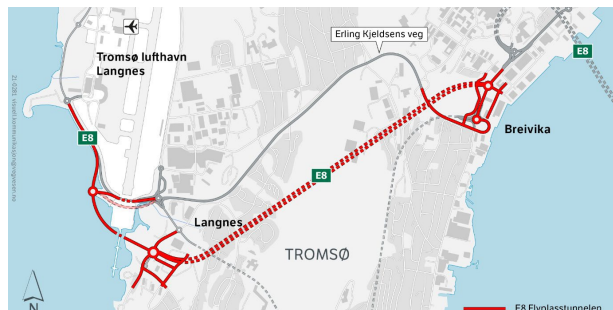 Erling Kjeldsens veg
E8
Tromsø lufthavn
Langnes
E8
Breivika
E8
Langnes
TROMSØ
N
E8 Flyplasstunnelen